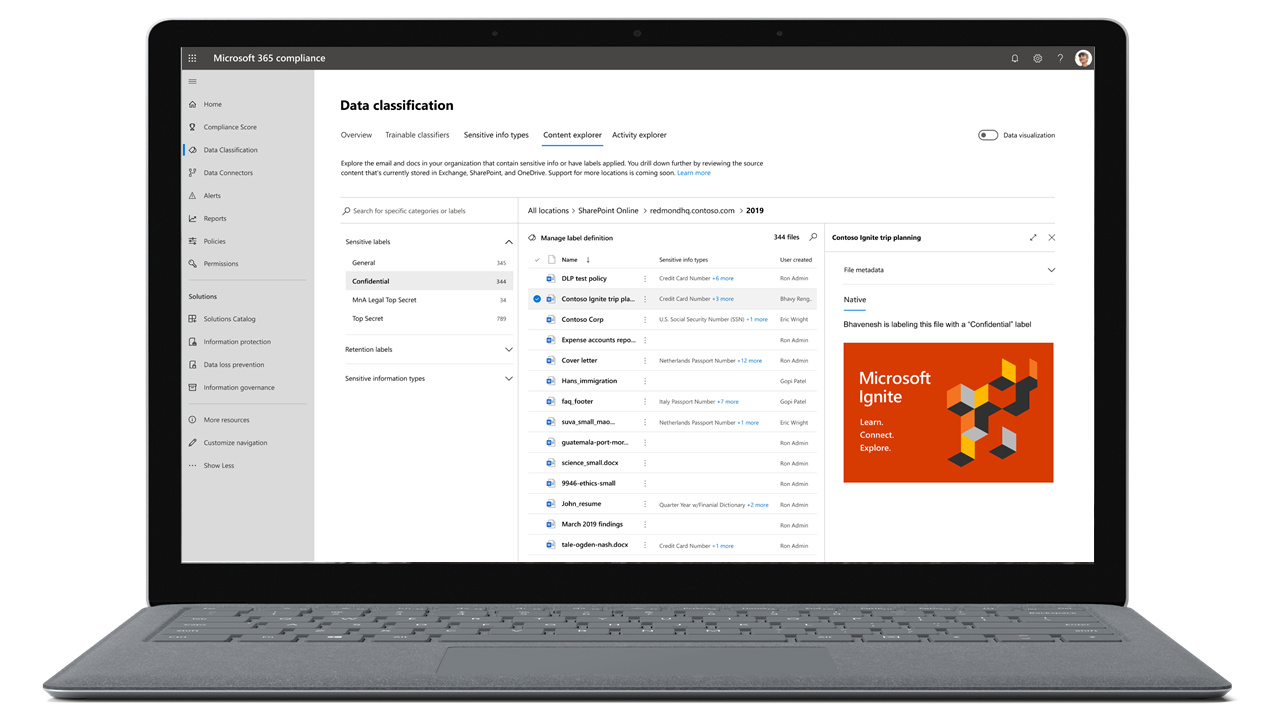 Microsoft 365 compliance
?
Home
Compliance Score
Data Classification
Data Connectors
Alerts
Reports
Policies
Permissions
Solutions
Solutions Catalog
Information protection
Data loss prevention
Information governance
More resources
Customize navigation
Show Less
Data classification
Overview Trainable classifiers Sensitive info types Content explorer Activity explorer
Data visualization
Explore the email and docs in your organization that contain sensitive info or have labels applied. You drill down further by reviewing the source
content that's currently stored in Exchange, SharePoint, and OneDrive. Support for more locations is coming soon. Learn more
Search for specific categories or labels
Sensitive labels
General 345
Confidential 344
MnA Legal Top Secret 34
Top Secret 789
Retention labels
Sensitive information types
All locations > SharePoint Online > redmondhq.contoso.com > 2019
Manage label definition 344 files
Name ↓ Sensitive info types User created
DLP test policy Credit Card Number +6 more Ron Admin
Contoso Ignite trip pla... Credit Card Number +3 more Bhavy Reng..
Contoso Corp U.S. Social Security Number (SSN) +1 more Eric Wright
Expense accounts repo... Ron Admin
Cover letter Netherlands Passport Number +12 more Ron Admin
Hans_immigration Gopi Patel
faq_footer Italy Passport Number +7 more Gopi Patel
suva_small_mao... Netherlands Passport Number +1 more Eric Wright
guatemala-port-mor... Ron Admin
science_small.docx Ron Admin
9946-ethics-small Ron Admin
John_resume Quarter Year w/Finanial Dictionary +2 more Ron Admin
March 2019 findings Ron Admin
tale-ogden-nash.docx Credit Card Number +1 more Ron Admin
Contoso Ignite trip planning
File metadata
Native
Bhavenesh is labeling this file with a “Confidential” label
Microsoft
Ignite
Learn.
Connect.
Explore.